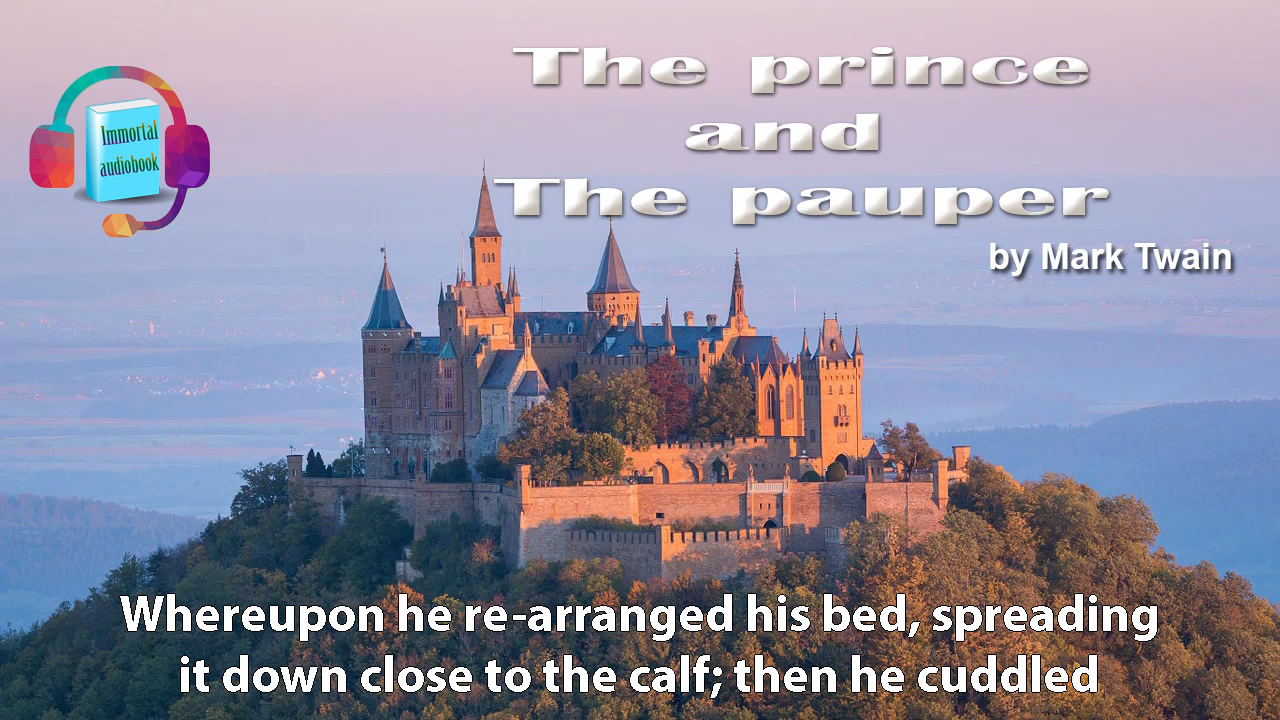 Immortal
audiobook
The prince
and
The pauper
by Mark Twain
Whereupon he re-arranged his bed, spreading
it down close to the calf; then he cuddled